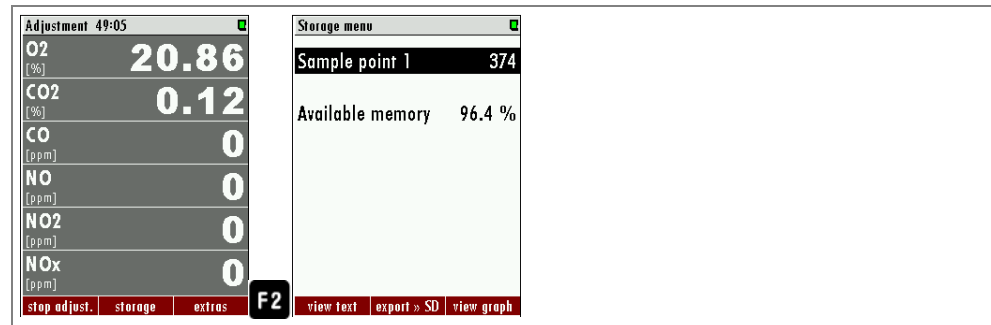 Adjustment 49:05
O2
[%]
20.86
CO2
[%]
0.12
CO
[ppm]
0
NO
[ppm]
0
NO2
[ppm]
0
NOx
[ppm]
0
stop adjust. storage extras
F2
Storage menu
Sample point 1 374
Available memory 96.4 %
view text export » SD view graph